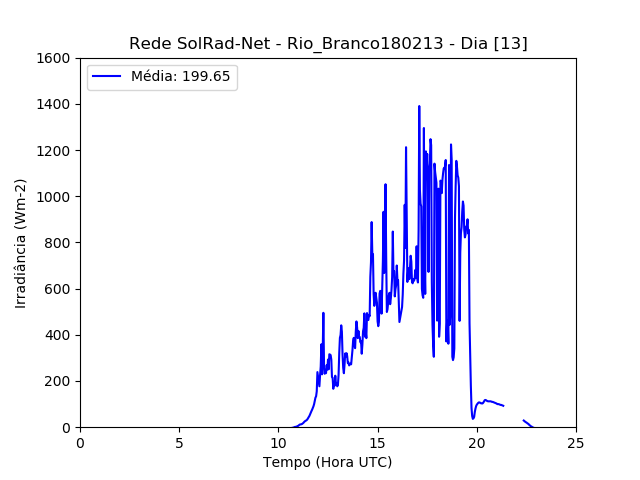 Rede SolRad-Net - Rio_Branco180213 - Dia [13]
Média: 199.65
Irradiância (Wm-2)
1600
1400
1200
1000
800
600
400
200
0
0 5 10 15 20 25
Tempo (Hora UTC)